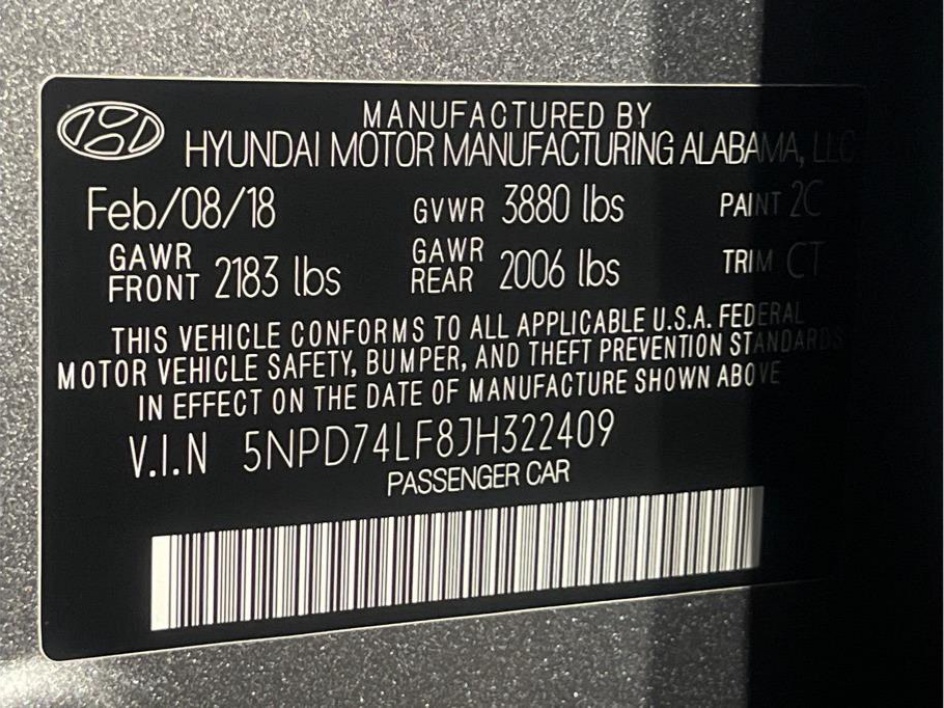 MANUFACTURED BY
HYUNDAI MOTOR MANUFACTURING ALABAMA, LLC
Feb/08/18 GVWR 3880 lbs PAINT 2C
GAWR FRONT 2183 lbs GAWR REAR 2006 lbs TRIM CT
THIS VEHICLE CONFORMS TO ALL APPLICABLE U.S.A. FEDERAL
MOTOR VEHICLE SAFETY, BUMPER, AND THEFT PREVENTION STANDARDS
IN EFFECT ON THE DATE OF MANUFACTURE SHOWN ABOVE
V.I.N 5NPD74LF8JH322409
PASSENGER CAR